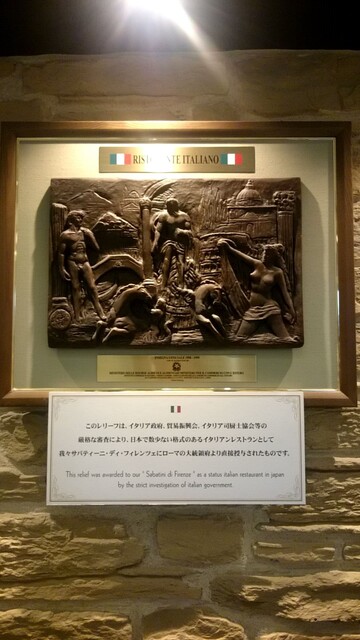 RISTORANTE ITALIANO
このレリーフは、イタリア政府、貿易振興会、イタリア司厨士協会等の
厳格な審査により、日本で数少ない格式のあるイタリアンレストランとして
我々サバティーニ・ディ・フィレンツェにローマの大統領府より直接授与されたものです。
This relief was awarded to our " Sabatini di Firenze " as a status italian restaurant in japan
by the strict investigation of italian government.